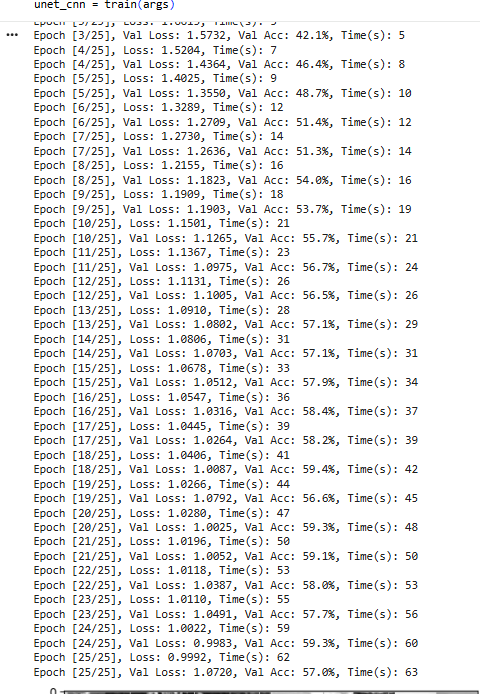 unet_cnn = train(args)
Epoch [3/25], Val Loss: 1.5732, Val Acc: 42.1%, Time(s): 5
Epoch [4/25], Loss: 1.5204, Time(s): 7
Epoch [4/25], Val Loss: 1.4364, Val Acc: 46.4%, Time(s): 8
Epoch [5/25], Loss: 1.4025, Time(s): 9
Epoch [5/25], Val Loss: 1.3550, Val Acc: 48.7%, Time(s): 10
Epoch [6/25], Loss: 1.3289, Time(s): 12
Epoch [6/25], Val Loss: 1.2709, Val Acc: 51.4%, Time(s): 12
Epoch [7/25], Loss: 1.2730, Time(s): 14
Epoch [7/25], Val Loss: 1.2636, Val Acc: 51.3%, Time(s): 14
Epoch [8/25], Loss: 1.2155, Time(s): 16
Epoch [8/25], Val Loss: 1.1823, Val Acc: 54.0%, Time(s): 16
Epoch [9/25], Loss: 1.1909, Time(s): 18
Epoch [9/25], Val Loss: 1.1903, Val Acc: 53.7%, Time(s): 19
Epoch [10/25], Loss: 1.1501, Time(s): 21
Epoch [10/25], Val Loss: 1.1265, Val Acc: 55.7%, Time(s): 21
Epoch [11/25], Loss: 1.1367, Time(s): 23
Epoch [11/25], Val Loss: 1.0975, Val Acc: 56.7%, Time(s): 24
Epoch [12/25], Loss: 1.1131, Time(s): 26
Epoch [12/25], Val Loss: 1.1005, Val Acc: 56.5%, Time(s): 26
Epoch [13/25], Loss: 1.0910, Time(s): 28
Epoch [13/25], Val Loss: 1.0802, Val Acc: 57.1%, Time(s): 29
Epoch [14/25], Loss: 1.0806, Time(s): 31
Epoch [14/25], Val Loss: 1.0703, Val Acc: 57.1%, Time(s): 31
Epoch [15/25], Loss: 1.0678, Time(s): 33
Epoch [15/25], Val Loss: 1.0512, Val Acc: 57.9%, Time(s): 34
Epoch [16/25], Loss: 1.0547, Time(s): 36
Epoch [16/25], Val Loss: 1.0316, Val Acc: 58.4%, Time(s): 37
Epoch [17/25], Loss: 1.0445, Time(s): 39
Epoch [17/25], Val Loss: 1.0264, Val Acc: 58.2%, Time(s): 39
Epoch [18/25], Loss: 1.0406, Time(s): 41
Epoch [18/25], Val Loss: 1.0087, Val Acc: 59.4%, Time(s): 42
Epoch [19/25], Loss: 1.0266, Time(s): 44
Epoch [19/25], Val Loss: 1.0792, Val Acc: 56.6%, Time(s): 45
Epoch [20/25], Loss: 1.0280, Time(s): 47
Epoch [20/25], Val Loss: 1.0025, Val Acc: 59.3%, Time(s): 48
Epoch [21/25], Loss: 1.0196, Time(s): 50
Epoch [21/25], Val Loss: 1.0052, Val Acc: 59.1%, Time(s): 50
Epoch [22/25], Loss: 1.0118, Time(s): 53
Epoch [22/25], Val Loss: 1.0387, Val Acc: 58.0%, Time(s): 53
Epoch [23/25], Loss: 1.0110, Time(s): 55
Epoch [23/25], Val Loss: 1.0491, Val Acc: 57.7%, Time(s): 56
Epoch [24/25], Loss: 1.0022, Time(s): 59
Epoch [24/25], Val Loss: 0.9983, Val Acc: 59.3%, Time(s): 60
Epoch [25/25], Loss: 0.9992, Time(s): 62
Epoch [25/25], Val Loss: 1.0720, Val Acc: 57.0%, Time(s): 63
0